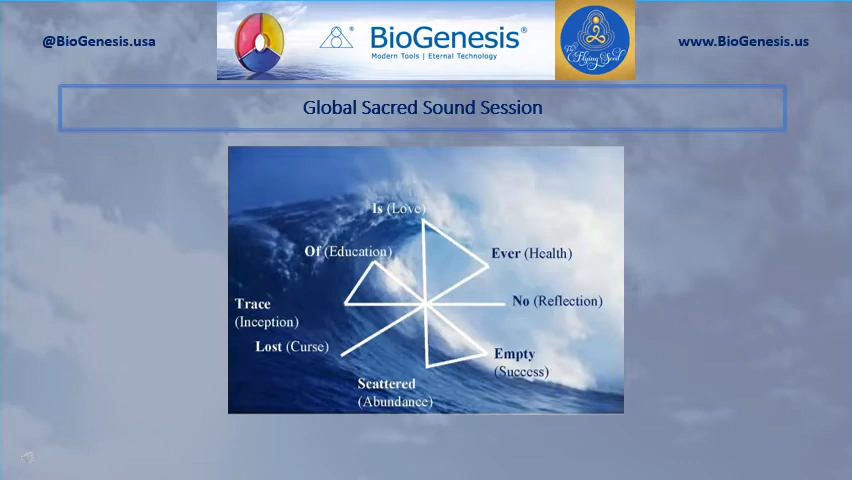 @BioGenesis.usa
BioGenesis®
Modern Tools | Eternal Technology
The
Flying Seed
www.BioGenesis.us
Global Sacred Sound Session
Is (Love)
Of (Education)
Ever (Health)
Trace
(Inception)
No (Reflection)
Lost (Curse)
Empty
(Success)
Scattered
(Abundance)